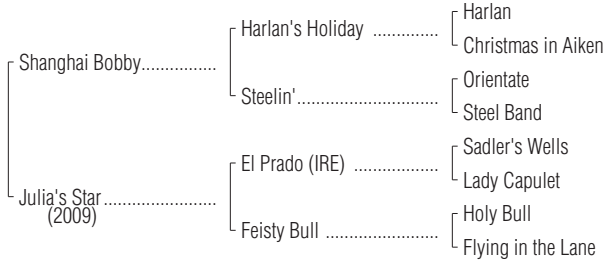 Harlan
Harlan's Holiday ..............
Christmas in Aiken
Shanghai Bobby................
Orientate
Steelin'..............................
Steel Band
Sadler's Wells
El Prado (IRE) ..................
Lady Capulet
Julia's Star ........................
(2009)
Holy Bull
Feisty Bull ........................
Flying in the Lane